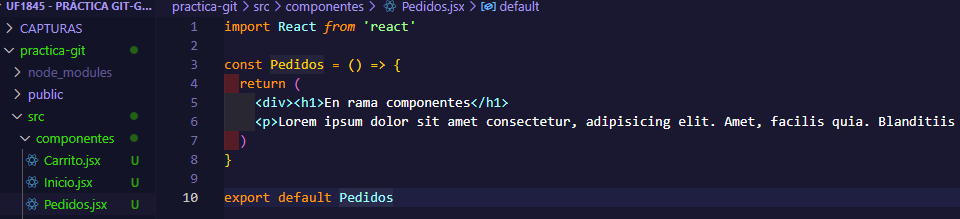 UF1845 - PRÁCTICA GIT-G...
CAPTURAS
practica-git
node_modules
public
src
componentes
Carrito.jsx U
Inicio.jsx U
Pedidos.jsx U
practica-git > src > componentes > Pedidos.jsx > default
1 import React from 'react'
2
3 const Pedidos = () => {
4 return (
5 <div><h1>En rama componentes</h1>
6 <p>Lorem ipsum dolor sit amet consectetur, adipisicing elit. Amet, facilis quia. Blanditiis
7 )
8 }
9
10 export default Pedidos